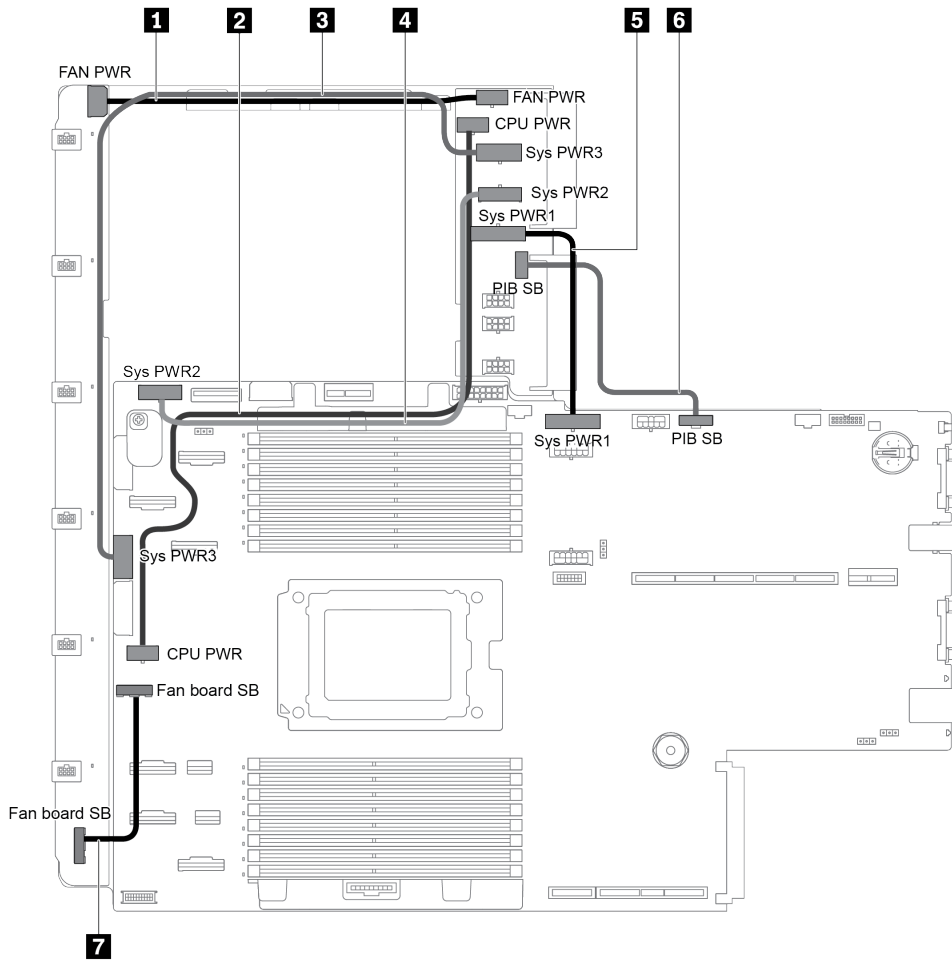 1
2
3
4
5
6
FAN PWR
FAN PWR
CPU PWR
Sys PWR3
Sys PWR2
Sys PWR1
PIB SB
Sys PWR2
Sys PWR1
PIB SB
Sys PWR3
CPU PWR
Fan board SB
Fan board SB
7